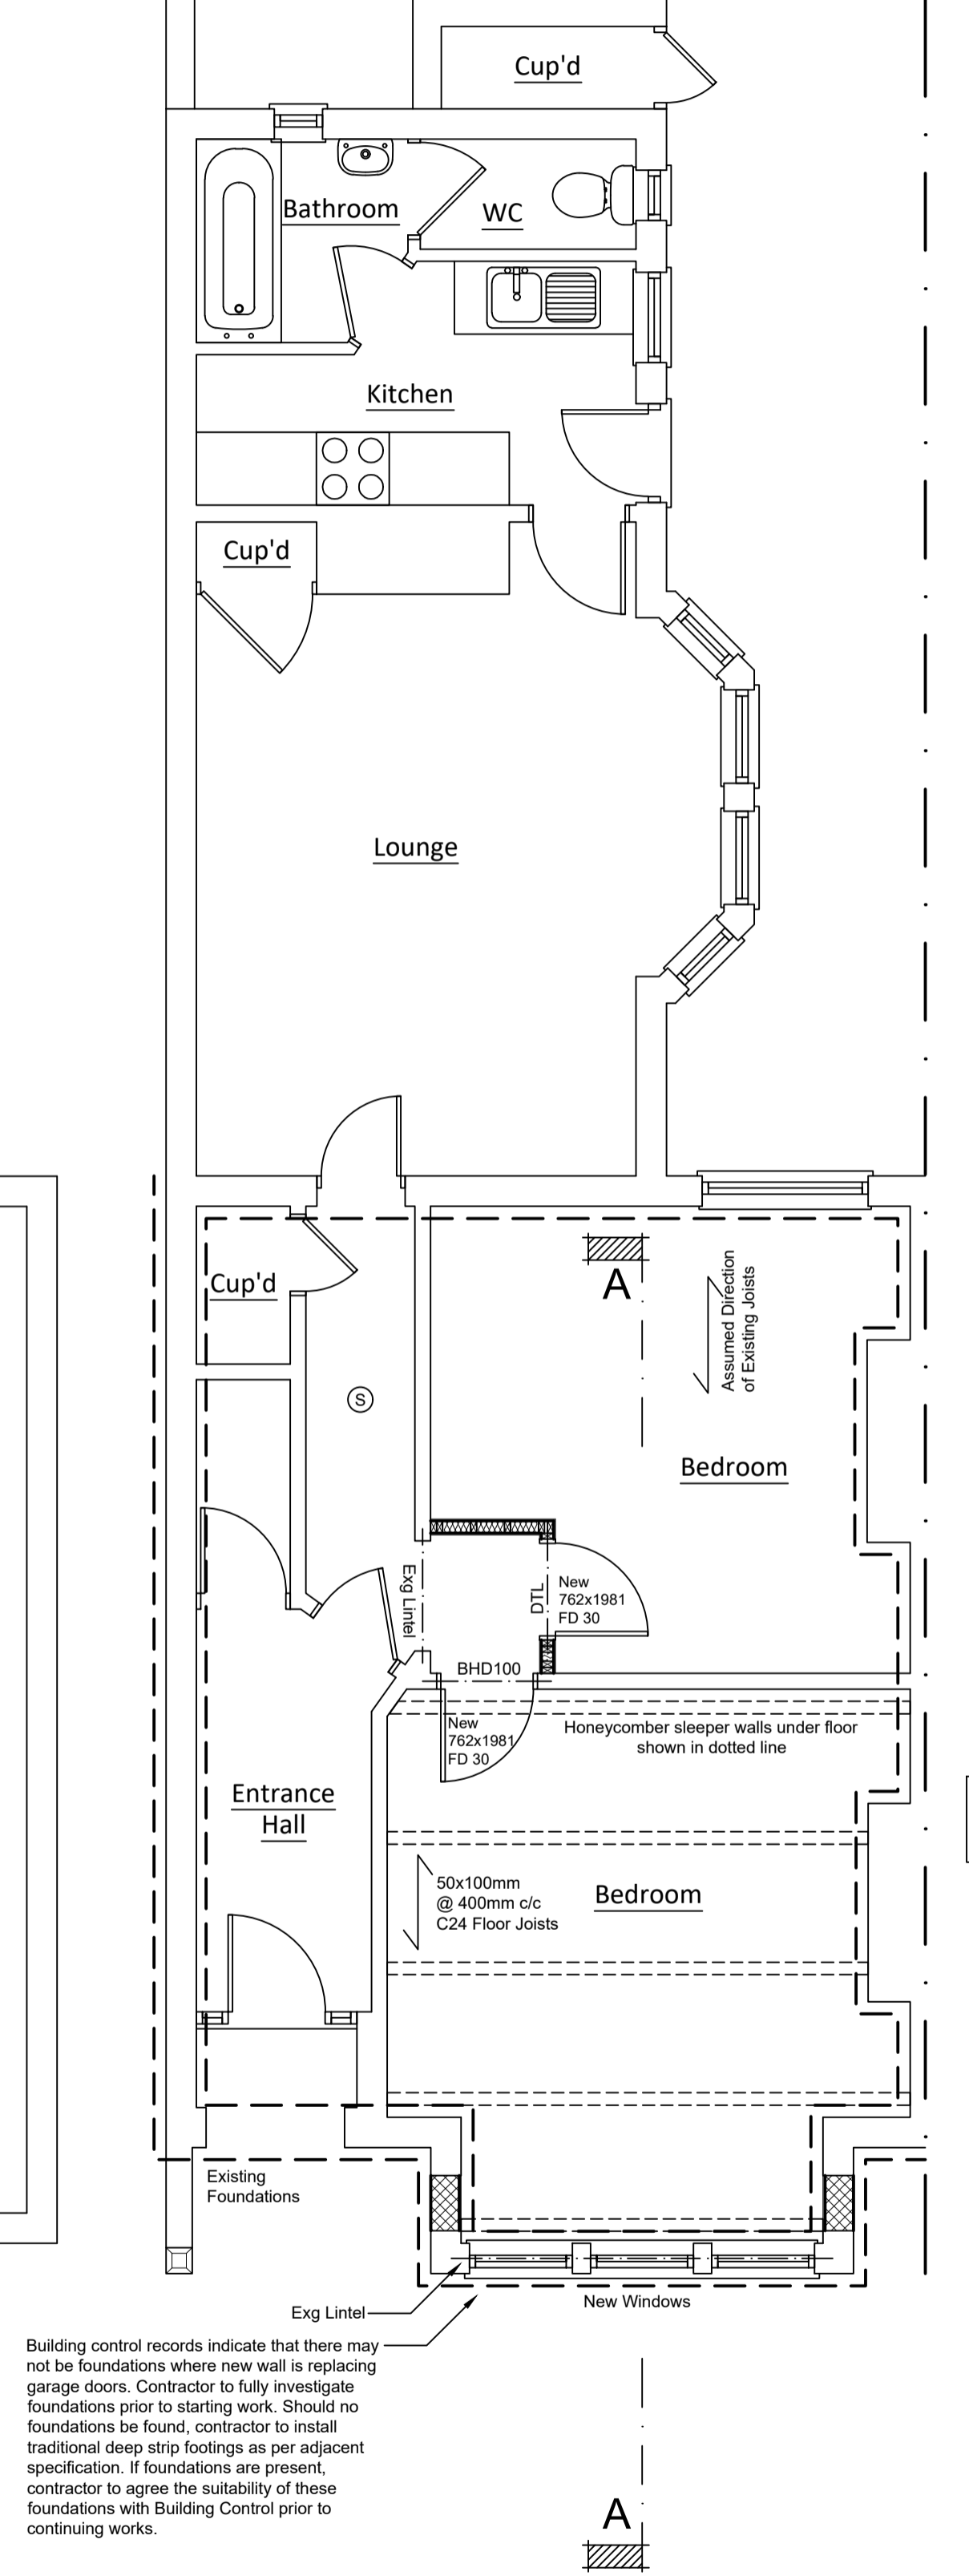 Cup'd
Bathroom
WC
Kitchen
Cup'd
Lounge
Cup'd
A
Assumed Direction
of Existing Joists
S
Bedroom
Exg Lintel
DTL
New
762x1981
FD 30
BHD100
New
762x1981
FD 30
Honeycomber sleeper walls under floor
shown in dotted line
Entrance
Hall
50x100mm
@ 400mm c/c
C24 Floor Joists
Bedroom
Existing
Foundations
Exg Lintel
New Windows
Building control records indicate that there may
not be foundations where new wall is replacing
garage doors. Contractor to fully investigate
foundations prior to starting work. Should no
foundations be found, contractor to install
traditional deep strip footings as per adjacent
specification. If foundations are present,
contractor to agree the suitability of these
foundations with Building Control prior to
continuing works.
A